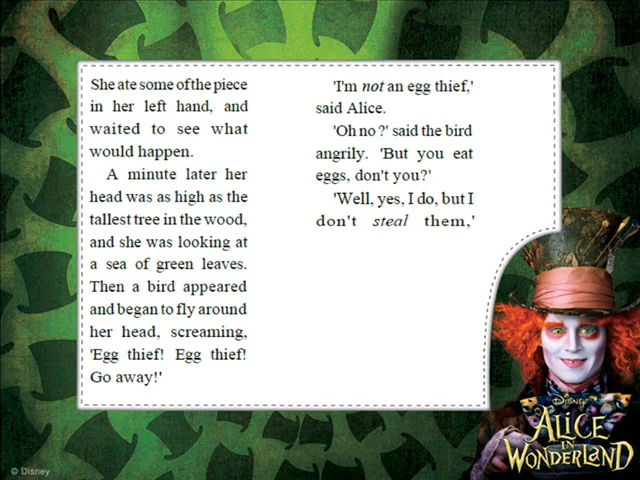 She ate some of the piece
in her left hand, and
waited to see what
would happen.
A minute later her
head was as high as the
tallest tree in the wood,
and she was looking at
a sea of green leaves.
Then a bird appeared
and began to fly around
her head, screaming,
'Egg thief! Egg thief!
Go away!'
'I'm not an egg thief,'
said Alice.
'Oh no ?' said the bird
angrily. 'But you eat
eggs, don't you?'
'Well, yes, I do, but I
don't steal them,'
Disney
ALICE
IN
WONDERLAND
© Disney